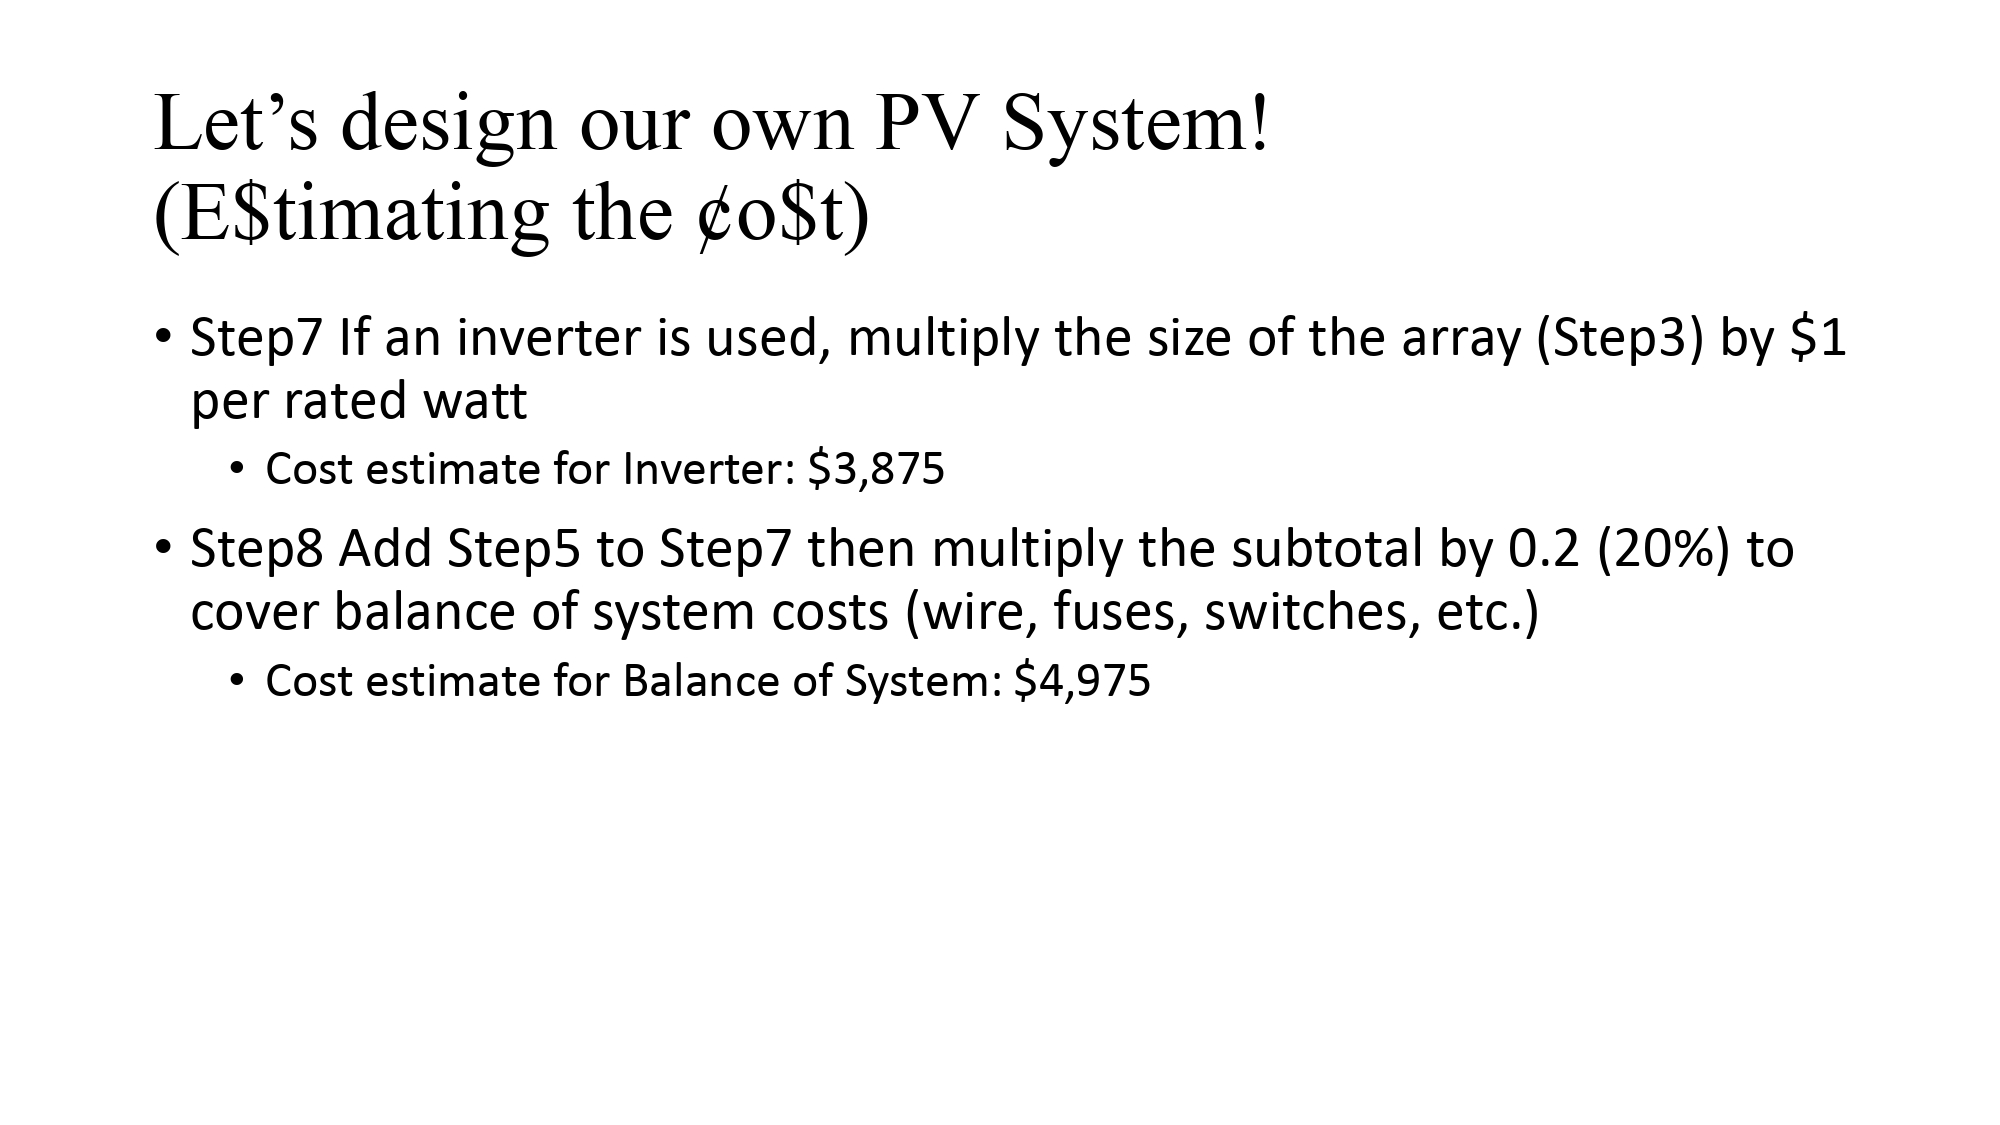 Let’s design our own PV System!
(E$timating the ¢o$t)
• Step7 If an inverter is used, multiply the size of the array (Step3) by $1
per rated watt
• Cost estimate for Inverter: $3,875
• Step8 Add Step5 to Step7 then multiply the subtotal by 0.2 (20%) to
cover balance of system costs (wire, fuses, switches, etc.)
• Cost estimate for Balance of System: $4,975